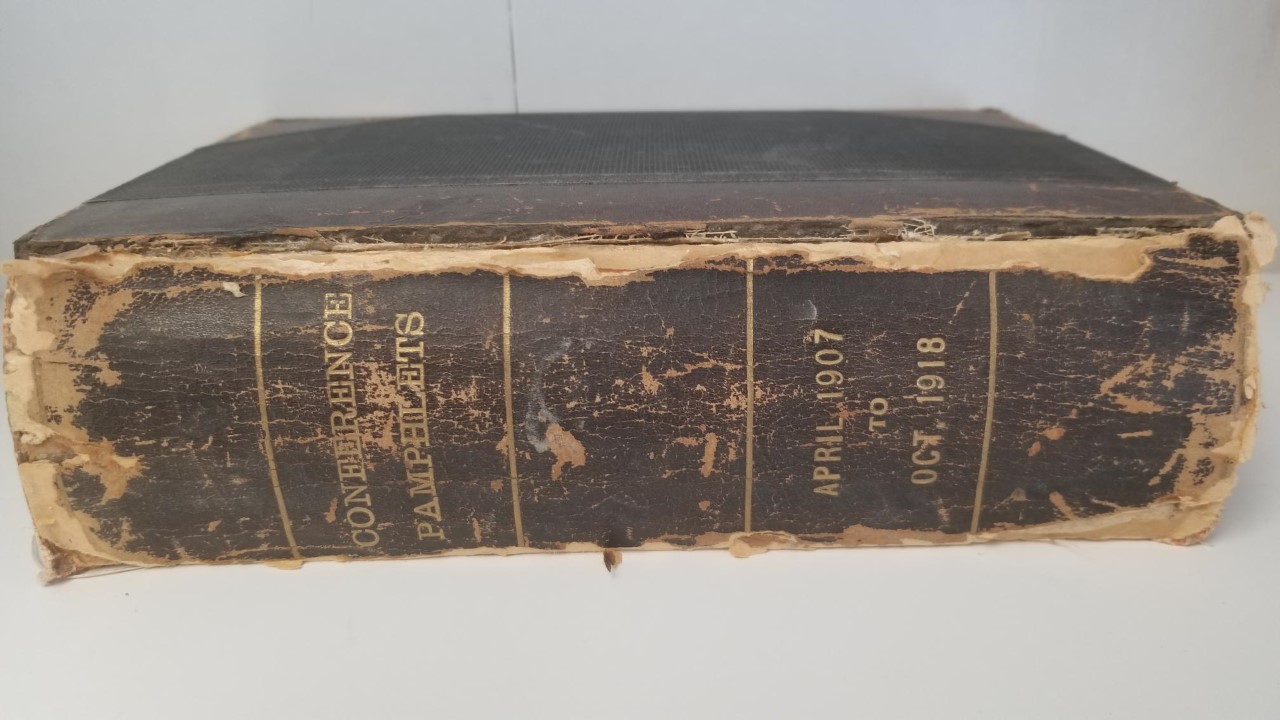 CONFERENCE
PAMPHLETS
APRIL 1907
TO
OCT. 1918